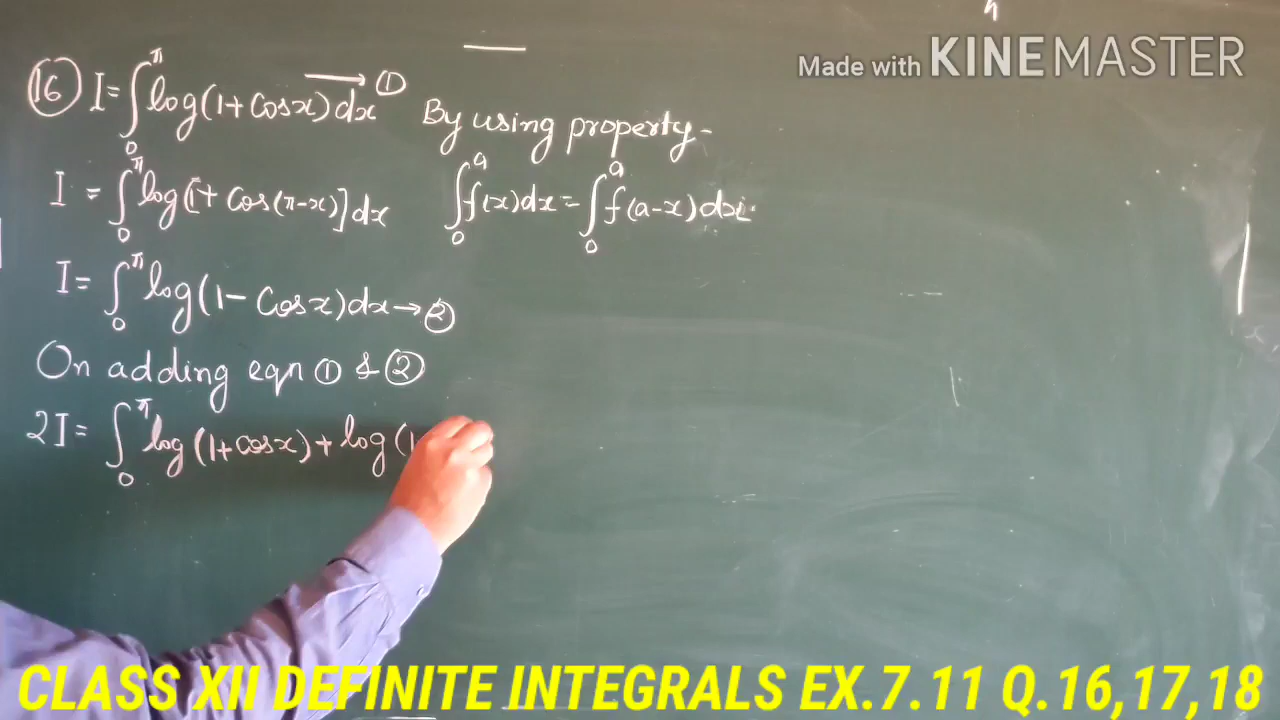 Made with KINEMASTER
(16) I = ∫₀^π log(1+cosx)dx → ①
By using property-
I = ∫₀^π log[1+ cos(π-x)]dx
∫₀^a f(x)dx = ∫₀^a f(a-x)dx.
I = ∫₀^π log(1- cosx)dx → ②
On adding eqn ① & ②
2I = ∫₀^π log(1+cosx)+log(1
CLASS XII DEFINITE INTEGRALS EX.7.11 Q.16,17,18